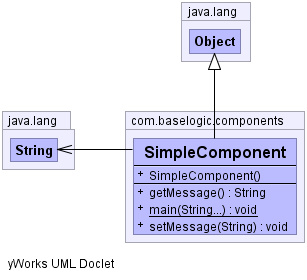 java.lang
Object
java.lang
String
com.baselogic.components
SimpleComponent
+ SimpleComponent()
+ getMessage() : String
+ main(String...) : void
+ setMessage(String) : void
yWorks UML Doclet